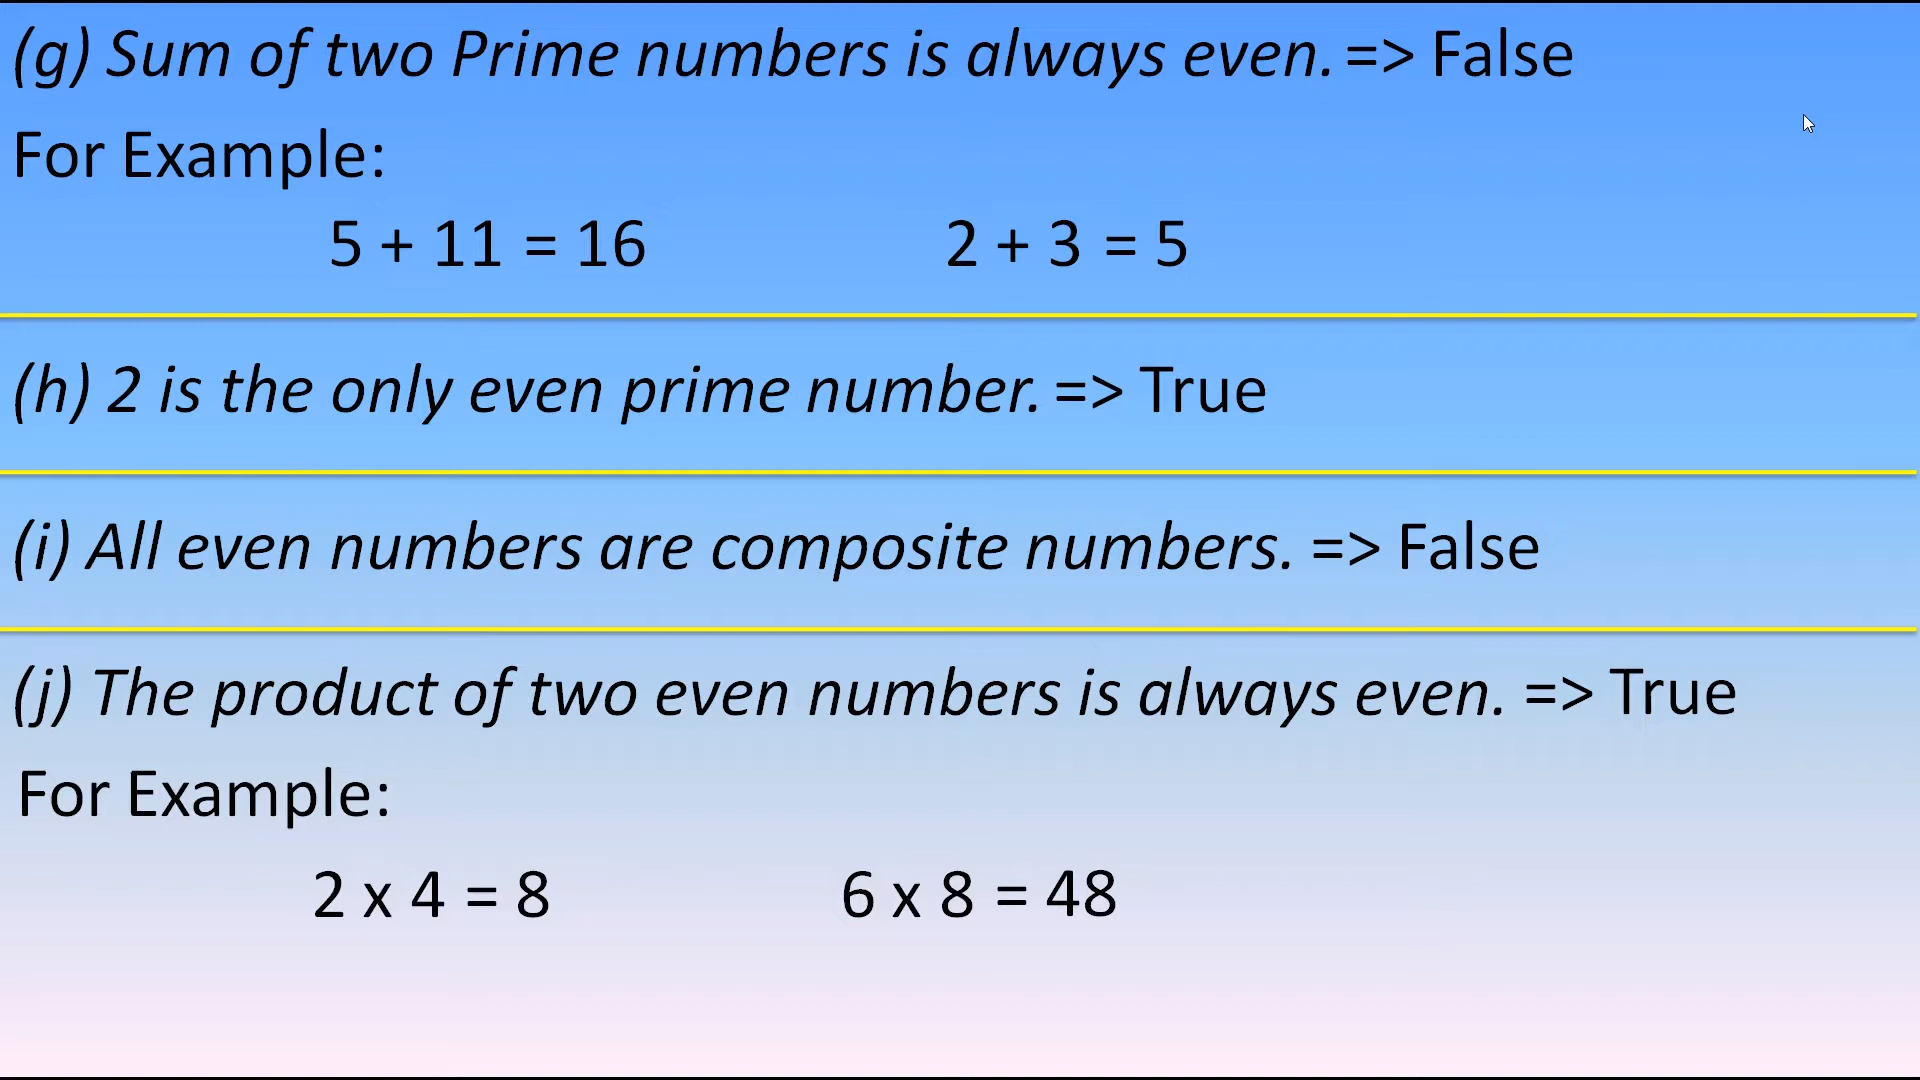 (g) Sum of two Prime numbers is always even. => False
For Example:
5 + 11 = 16 2 + 3 = 5
(h) 2 is the only even prime number. => True
(i) All even numbers are composite numbers. => False
(j) The product of two even numbers is always even. => True
For Example:
2 x 4 = 8 6 x 8 = 48